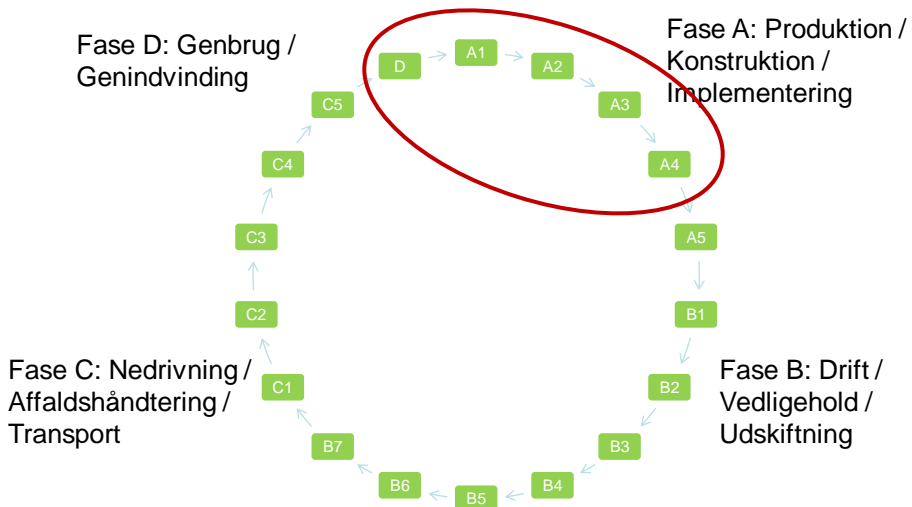 Fase D: Genbrug /
Genindvinding
Fase A: Produktion /
Konstruktion /
Implementering
D
A1
A2
A3
A4
A5
B1
B2
B3
B4
B5
B6
B7
C1
C2
C3
C4
C5
Fase B: Drift /
Vedligehold /
Udskiftning
Fase C: Nedrivning /
Affaldshåndtering /
Transport